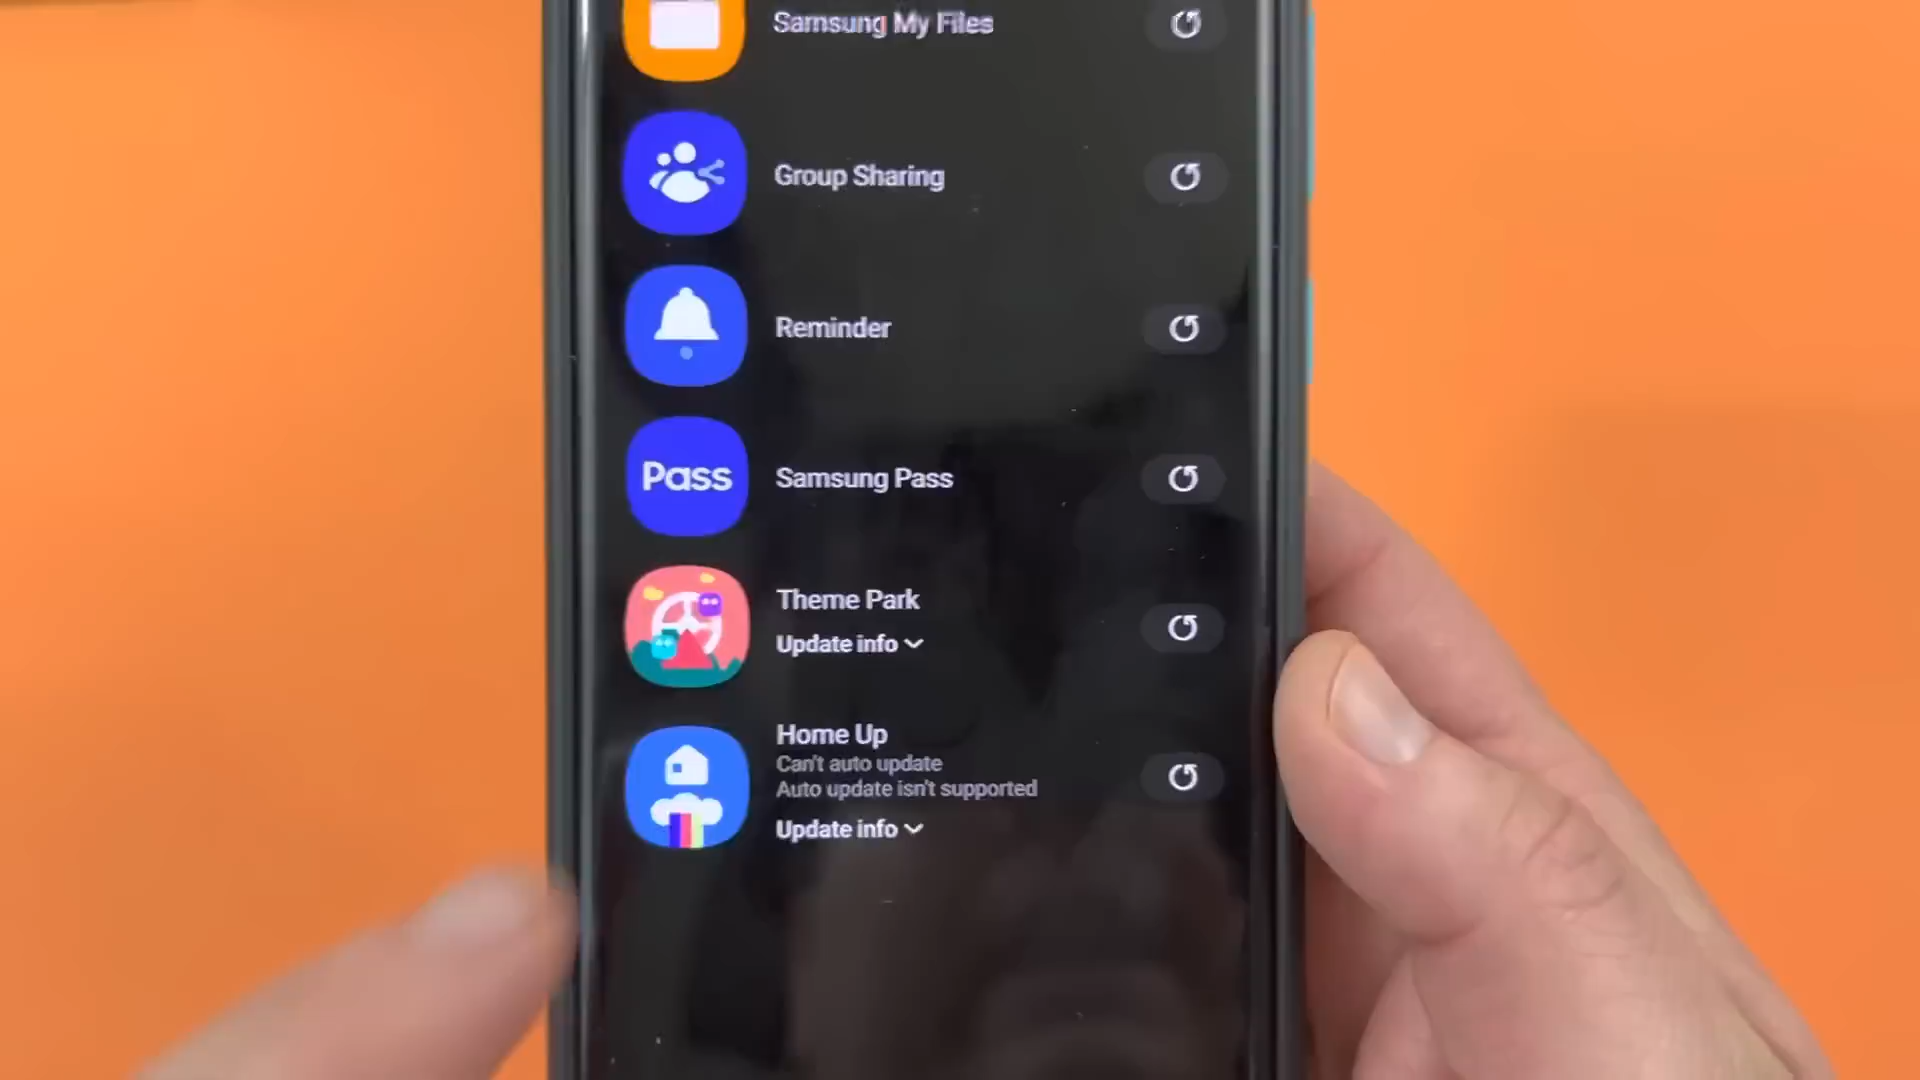 Samsung My Files
Group Sharing
Reminder
Pass
Samsung Pass
Theme Park
Update info
Home Up
Can't auto update
Auto update isn't supported
Update info